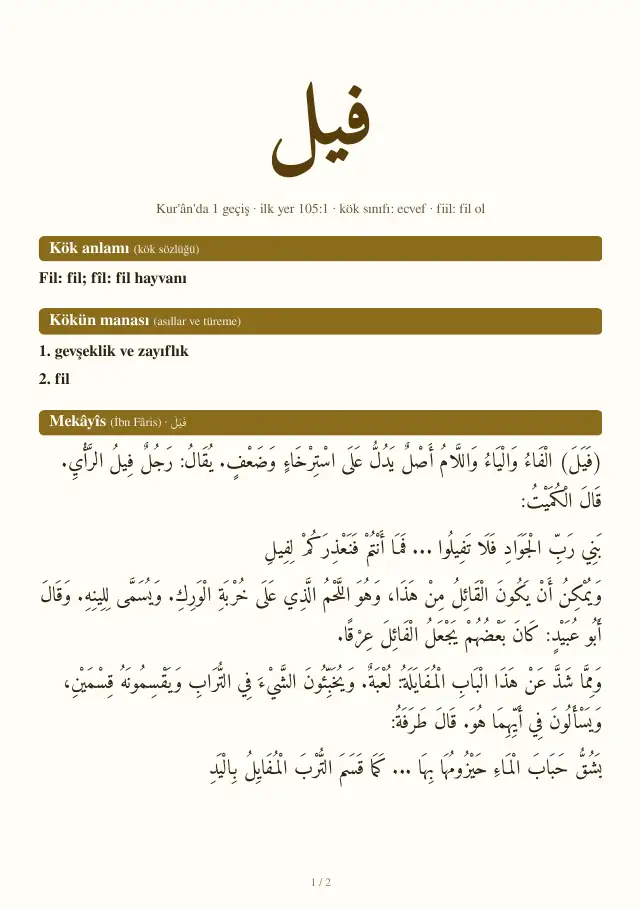 فيل
Kur'ân'da 1 geçiş · ilk yer 105:1 · kök sınıfı: ecvef · fiil: fil ol
Kök anlamı (kök sözlüğü)
Fil: fil; fîl: fil hayvanı
Kökün manası (asıllar ve türeme)
1. gevşeklik ve zayıflık
2. fil
Mekâyîs (İbn Fâris) · فَيَلَ
(فَيَلَ) الْفَاءُ وَالْيَاءُ وَاللَّامُ أَصْلٌ يَدُلُّ عَلَى اسْتِرْخَاءٍ وَضَعْفٍ. يُقَالُ: رَجُلٌ فِيلُ الرَّأْيِ.
قَالَ الْكُمَيْتُ:
بَنِي رَبِّ الْجَوَادِ فَلَا تَفِيلُوا ... فَمَا أَنْتُمْ فَنَعْذِرَكُمْ لِفِيلِ
وَيُمْكِنُ أَنْ يَكُونَ الْقَائِلُ مِنْ هَذَا، وَهُوَ اللَّحْمُ الَّذِي عَلَى خُرْبَةِ الْوَرِكِ. وَيُسَمَّى لِلِينِهِ. وَقَالَ
أَبُو عُبَيْدٍ: كَانَ بَعْضُهُمْ يَجْعَلُ الْفَائِلَ عِرْقًا.
وَمِمَّا شَذَّ عَنْ هَذَا الْبَابِ الْمُفَايَلَةُ: لُعْبَةٌ. وَيُخَبِّئُونَ الشَّيْءَ فِي التُّرَابِ وَيَقْسِمُونَهُ قِسْمَيْنِ،
وَيَسْأَلُونَ فِي أَيِّهِمَا هُوَ. قَالَ طَرَفَةُ:
يَشُقُّ حَبَابَ الْمَاءِ حَيْزُومُهَا بِهَا ... كَمَا قَسَمَ التُّرْبَ الْمُفَايِلُ بِالْيَدِ
1 / 2